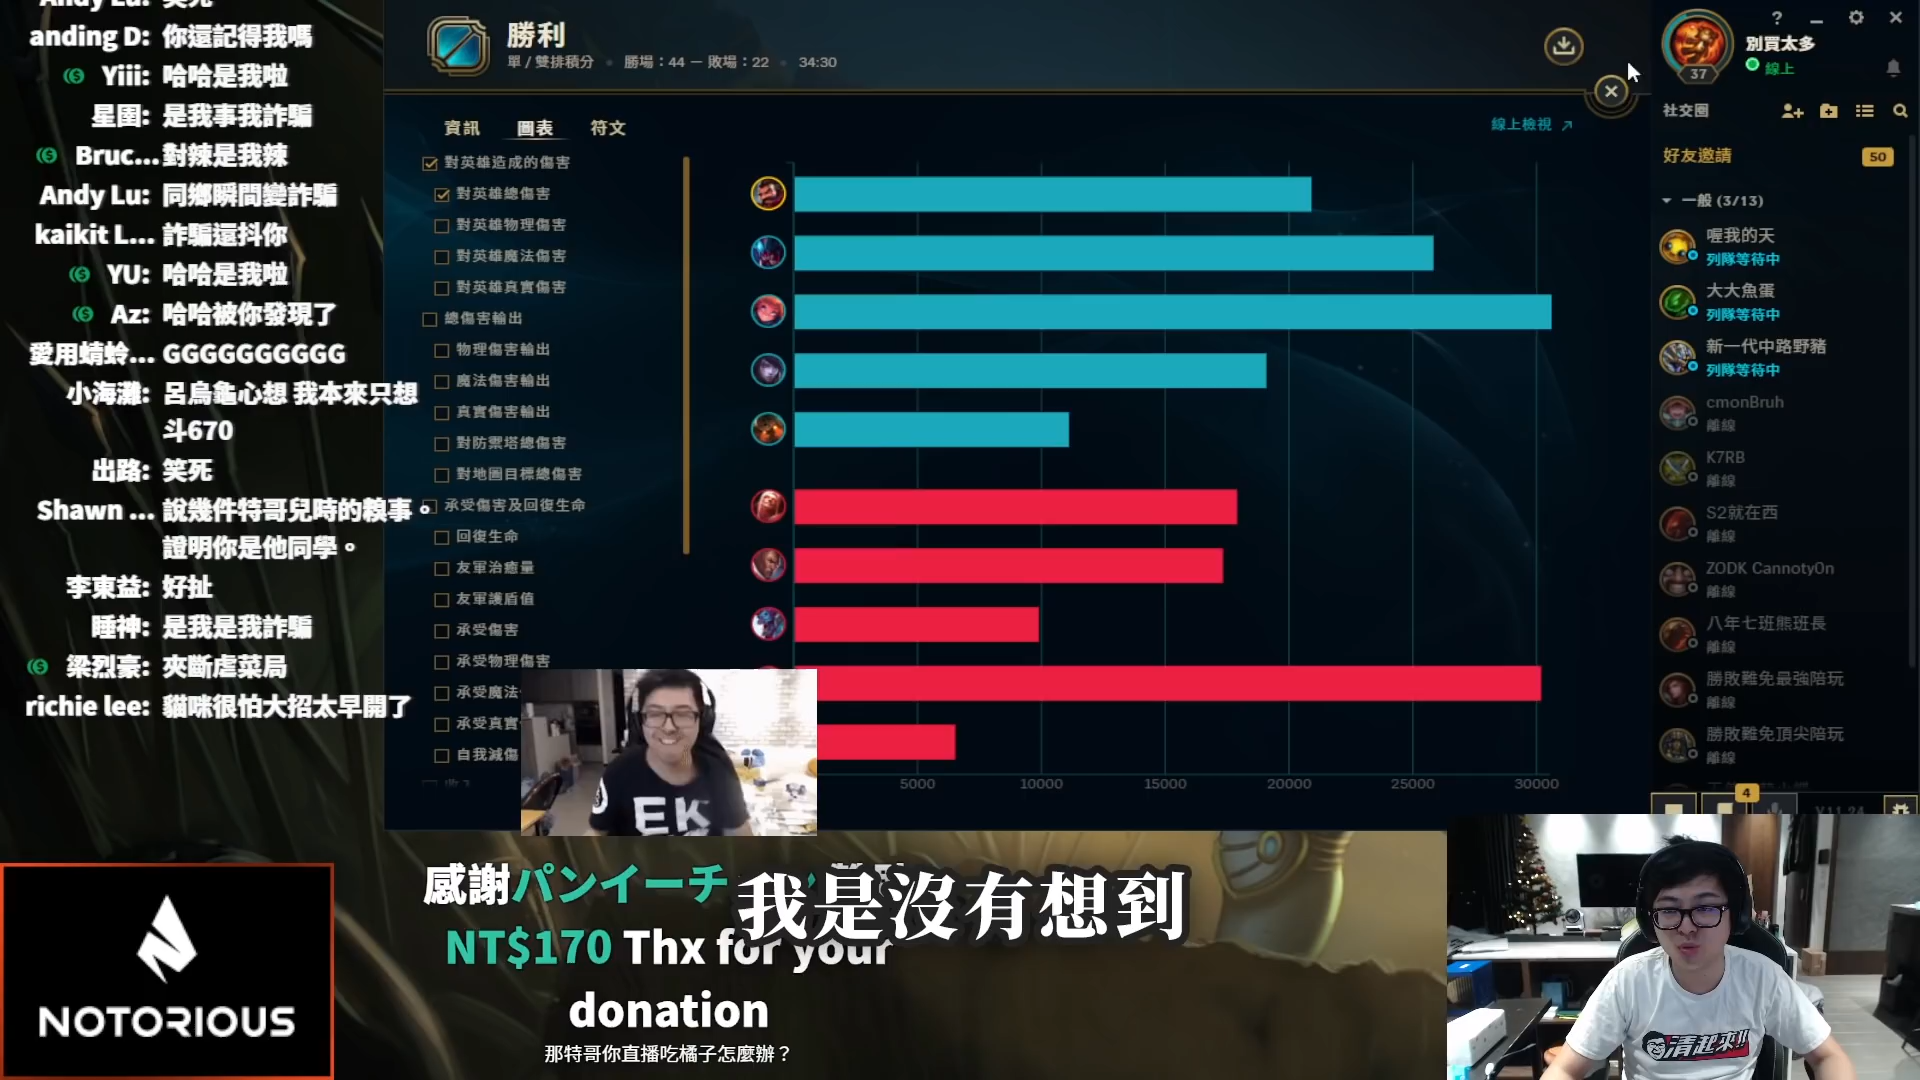 Andy Lu: 笑死
anding D: 你還記得我嗎
Yiii: 哈哈是我啦
星圍: 是我事我詐騙
Bruc... 對辣是我辣
Andy Lu: 同鄉瞬間變詐騙
kaikit L... 詐騙還抖你
YU: 哈哈是我啦
Az: 哈哈被你發現了
愛用蜻蛉... GGGGGGGGGG
小海灘: 呂烏龜心想 我本來只想
斗670
出路: 笑死
Shawn ... 說幾件特哥兒時的糗事。
證明你是他同學。
李東益: 好扯
睡神: 是我是我詐騙
梁烈豪: 夾斷虐菜局
richie lee: 貓咪很怕大招太早開了
勝利
單 / 雙排積分 • 勝場：44 － 敗場：22 • 34:30
資訊 圖表 符文
線上檢視
對英雄造成的傷害
對英雄總傷害
對英雄物理傷害
對英雄魔法傷害
對英雄真實傷害
總傷害輸出
物理傷害輸出
魔法傷害輸出
真實傷害輸出
對防禦塔總傷害
對地圖目標總傷害
承受傷害及回復生命
回復生命
友軍治癒量
友軍護盾值
承受傷害
承受物理傷害
承受魔法
承受真實
自我減傷
5000 10000 15000 20000 25000 30000
37
別買太多
線上
社交圈
好友邀請 50
一般 (3/13)
喔我的天
列隊等待中
大大魚蛋
列隊等待中
新一代中路野豬
列隊等待中
cmonBruh
離線
K7RB
離線
S2就在西
離線
ZODK CannotyOn
離線
八年七班熊班長
離線
勝敗難免最強陪玩
離線
勝敗難免頂尖陪玩
離線
4
V11.24
EK
感謝パンイーチ
NT$170 Thx for your
donation
那特哥你直播吃橘子怎麼辦？
我是沒有想到
NOTORIOUS
清起來!!